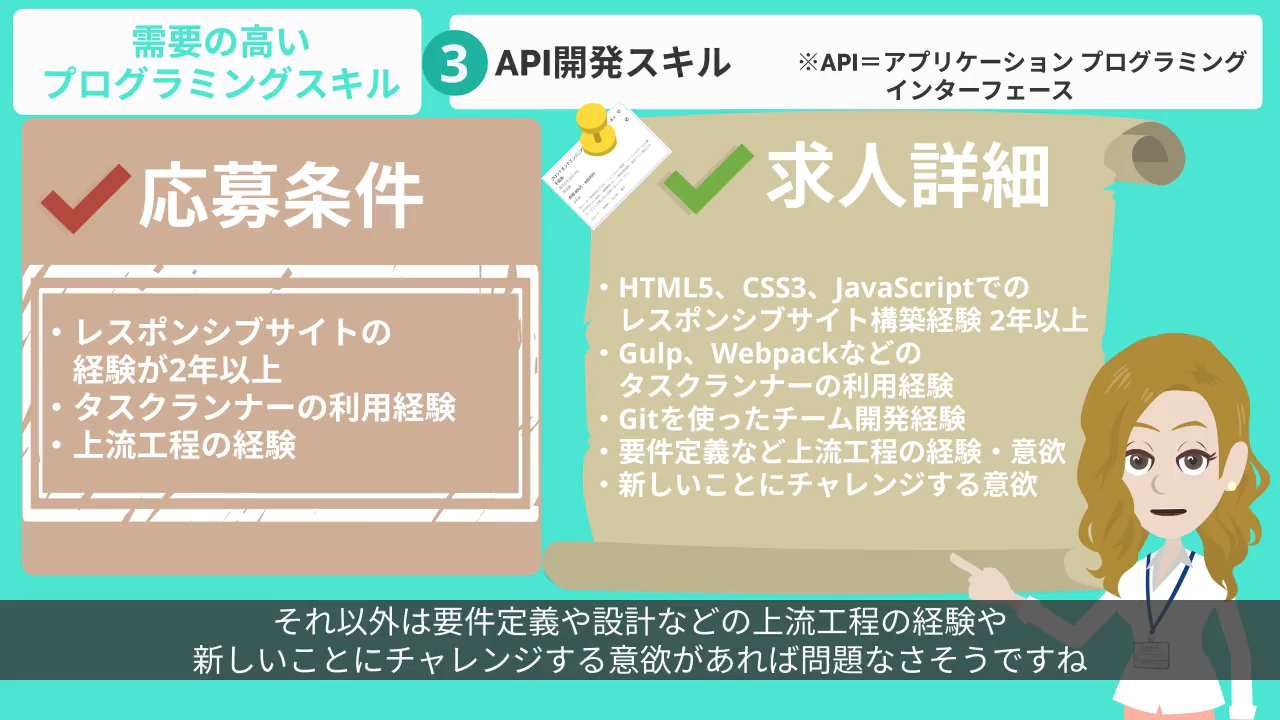 需要の高い
プログラミングスキル
3
API開発スキル
※API＝アプリケーション プログラミング
インターフェース
応募条件
・レスポンシブサイトの
経験が2年以上
・タスクランナーの利用経験
・上流工程の経験
求人詳細
・HTML5、CSS3、JavaScriptでの
レスポンシブサイト構築経験 2年以上
・Gulp、Webpackなどの
タスクランナーの利用経験
・Gitを使ったチーム開発経験
・要件定義など上流工程の経験・意欲
・新しいことにチャレンジする意欲
それ以外は要件定義や設計などの上流工程の経験や
新しいことにチャレンジする意欲があれば問題なさそうですね